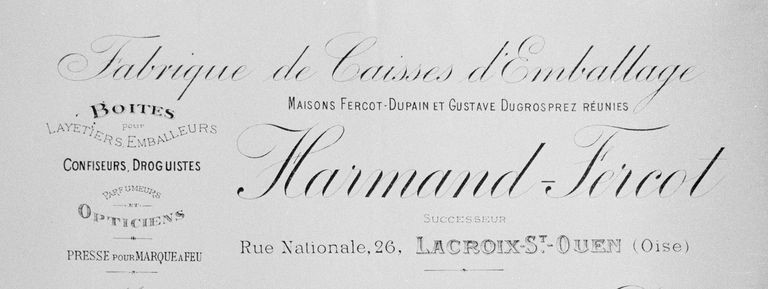 Fabrique de Caisses d'Emballage
MAISONS FERCOT-DUPAIN ET GUSTAVE DUGROSPREZ RÉUNIES
BOITES
POUR
LAYETIERS, EMBALLEURS
CONFISEURS, DROGUISTES
PARFUMEURS
ET
OPTICIENS
PRESSE POUR MARQUE A FEU
Harmand-Fercot
SUCCESSEUR
Rue Nationale, 26, LACROIX-ST-OUEN (Oise)